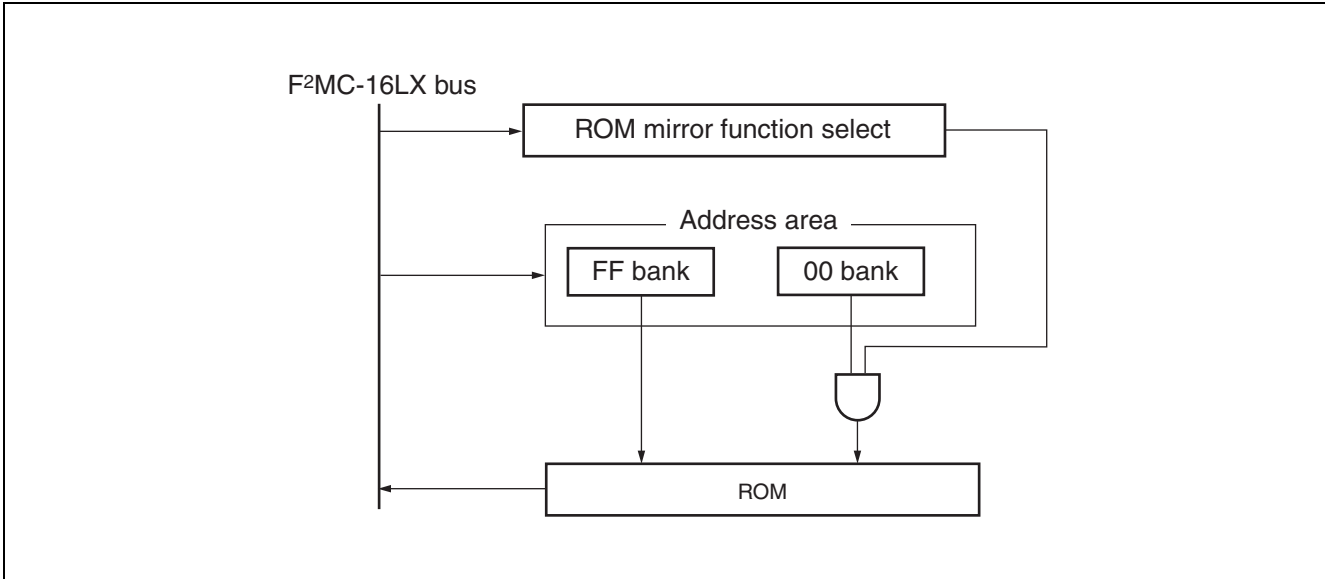 F²MC-16LX bus
ROM mirror function select
Address area
FF bank
00 bank
ROM